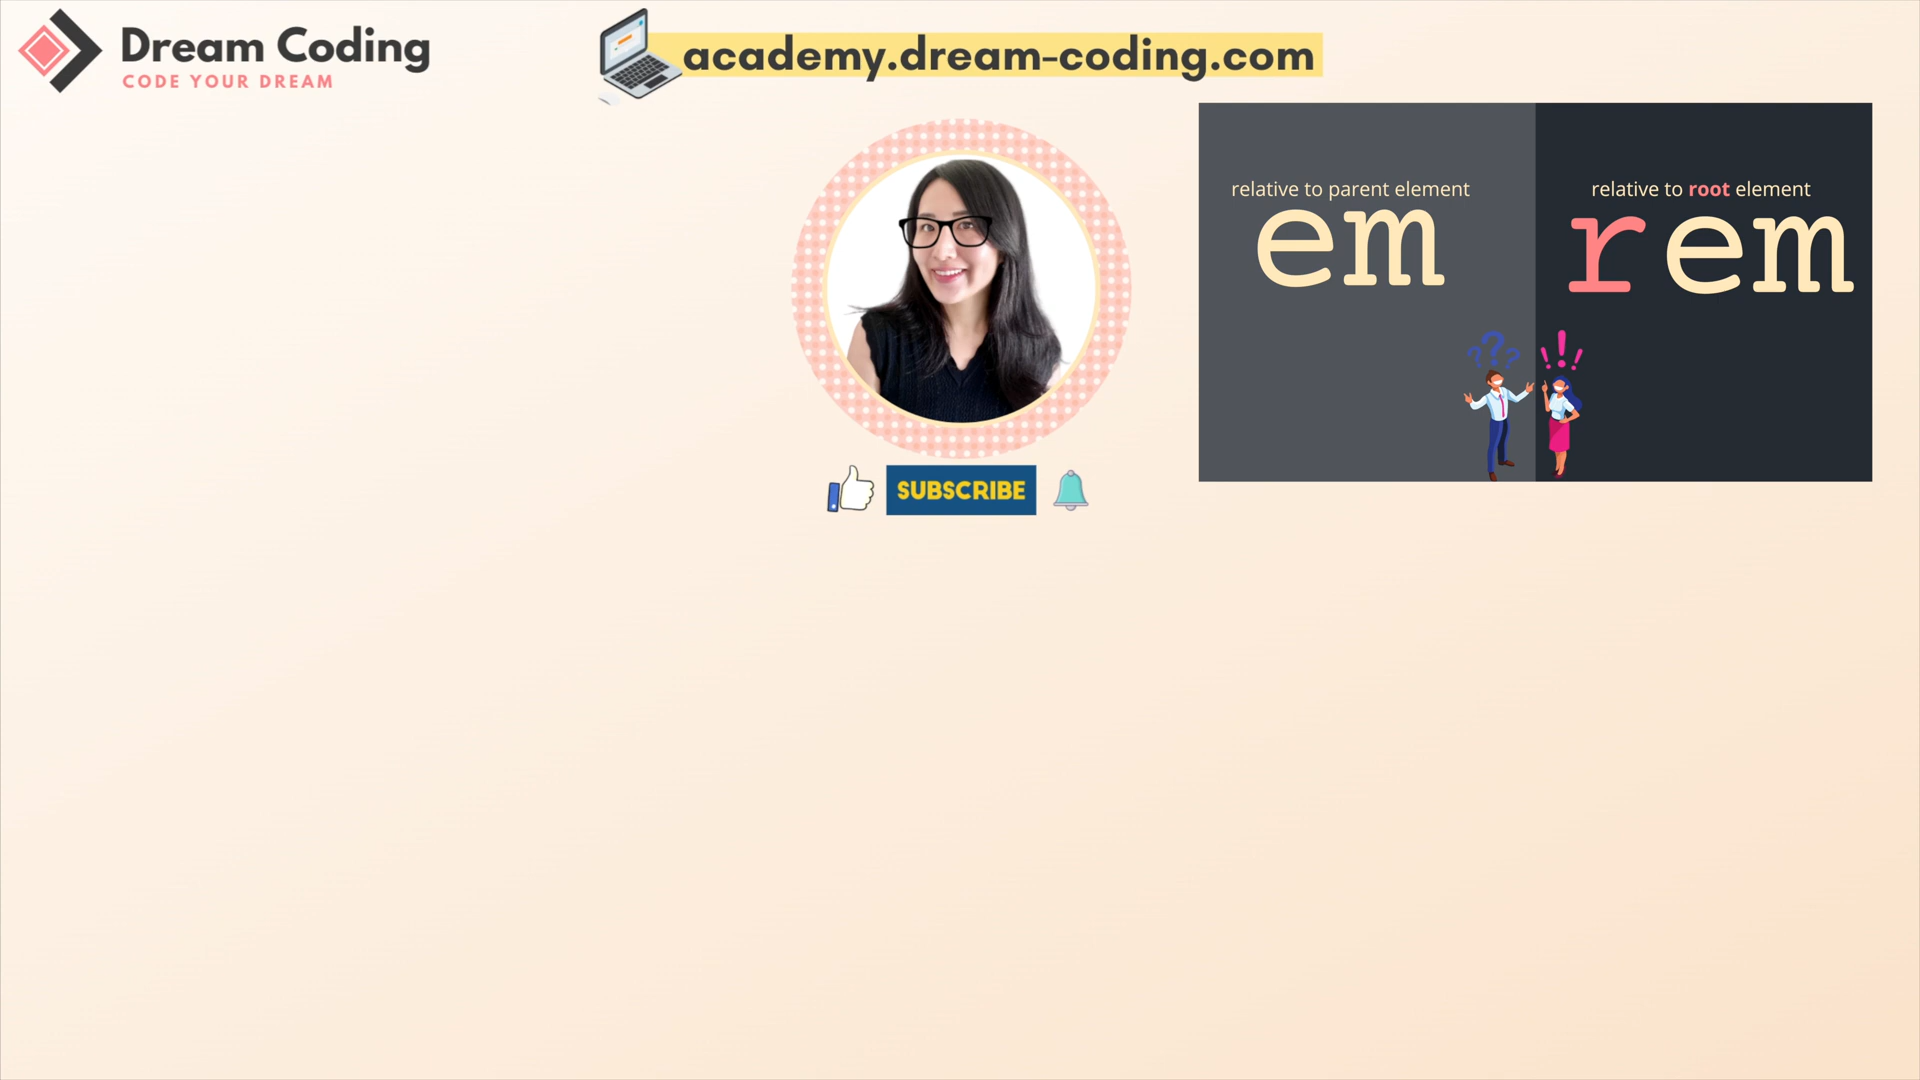 Dream Coding
CODE YOUR DREAM
academy.dream-coding.com
relative to parent element
em
relative to root element
rem
???
!!!
SUBSCRIBE